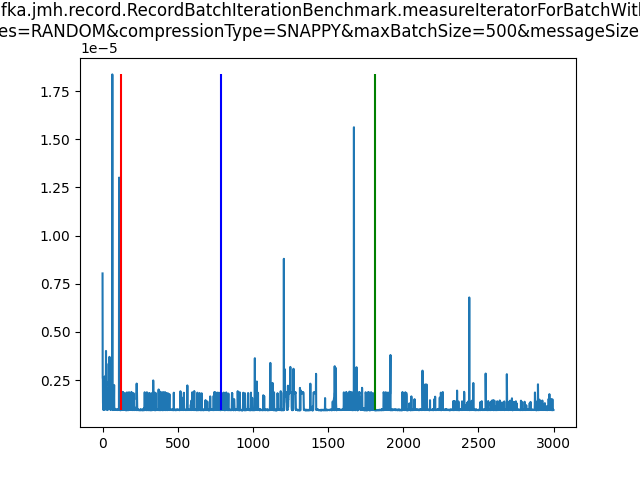 fka.jmh.record.RecordBatchIterationBenchmark.measureIteratorForBatchWith
es=RANDOM&compressionType=SNAPPY&maxBatchSize=500&messageSize
1e−5
1.75
1.50
1.25
1.00
0.75
0.50
0.25
0 500 1000 1500 2000 2500 3000